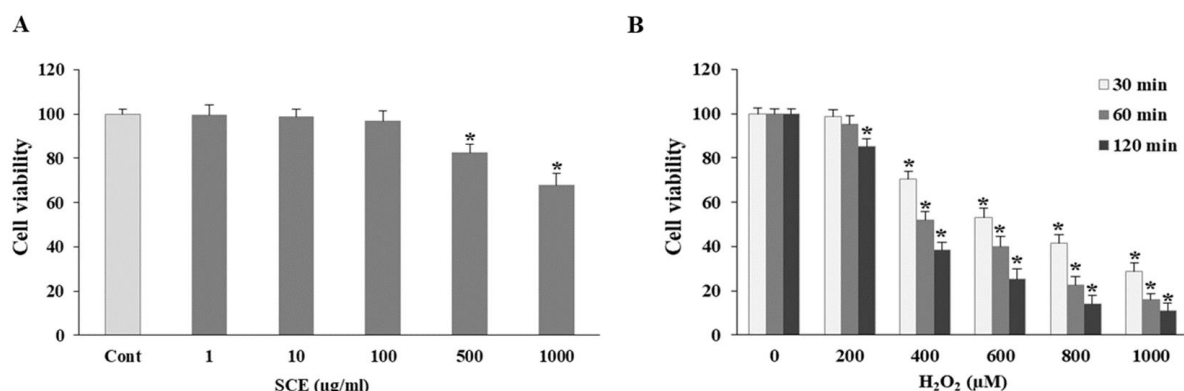 A
Cell viability
120
100
80
60
40
20
0
*
*
Cont 1 10 100 500 1000
SCE (µg/ml)
B
Cell viability
120
100
80
60
40
20
0
30 min
60 min
120 min
*
* * *
* * *
* * *
* * *
0 200 400 600 800 1000
H₂O₂ (µM)